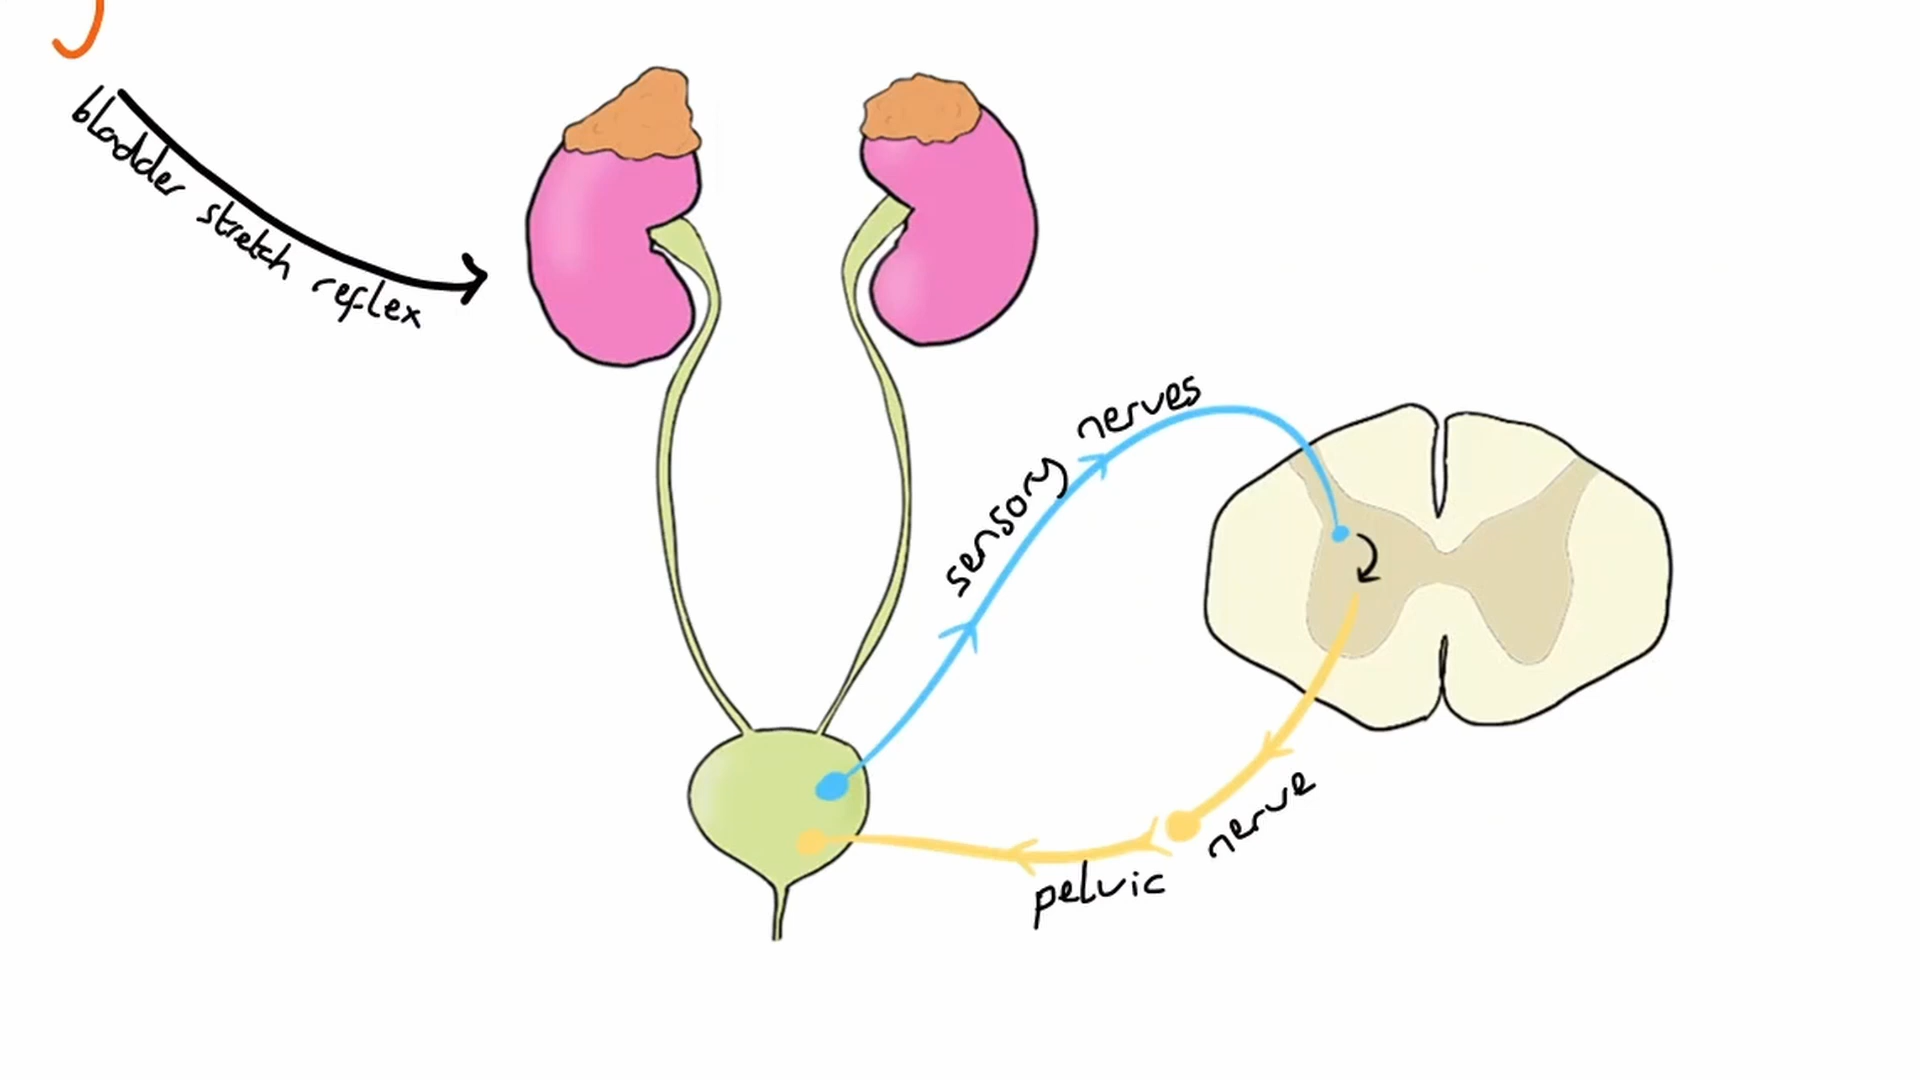 bladder stretch reflex
sensory nerves
pelvic nerve